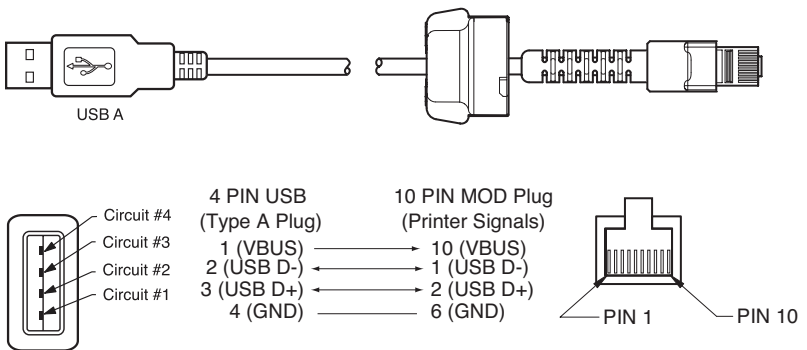 USB A
4 PIN USB
(Type A Plug)
10 PIN MOD Plug
(Printer Signals)
Circuit #4
Circuit #3
Circuit #2
Circuit #1
1 (VBUS) 10 (VBUS)
2 (USB D-) 1 (USB D-)
3 (USB D+) 2 (USB D+)
4 (GND) 6 (GND)
PIN 1
PIN 10